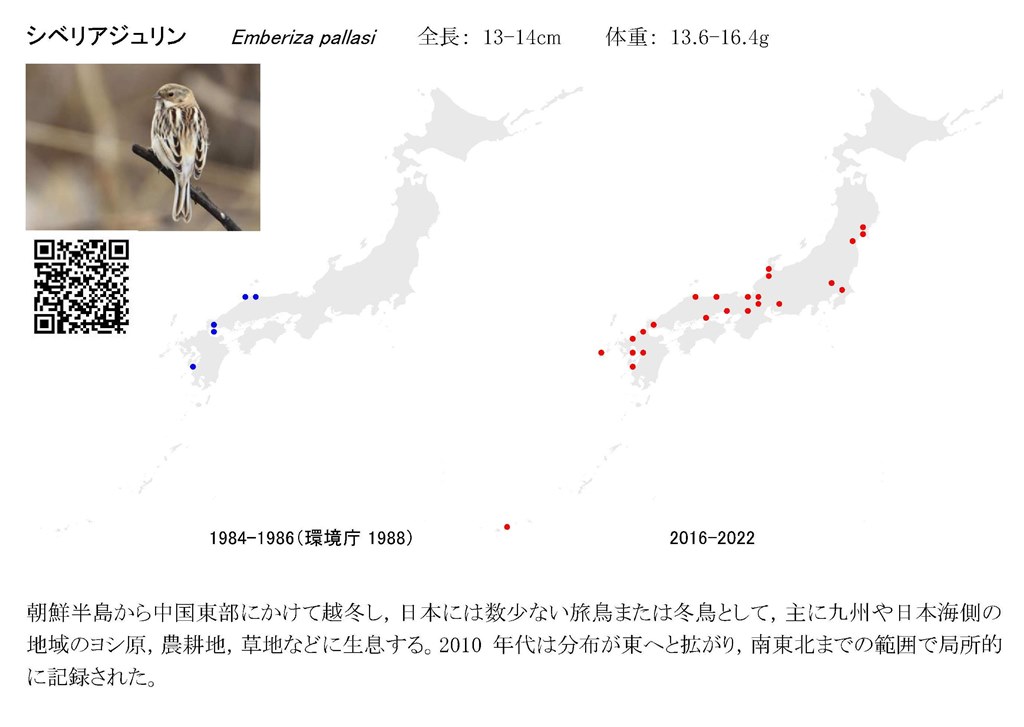 シベリアジュリン Emberiza pallasi 全長： 13-14cm 体重： 13.6-16.4g
1984-1986（環境庁 1988） 2016-2022
朝鮮半島から中国東部にかけて越冬し，日本には数少ない旅鳥または冬鳥として，主に九州や日本海側の
地域のヨシ原，農耕地，草地などに生息する。2010 年代は分布が東へと拡がり，南東北までの範囲で局所的
に記録された。